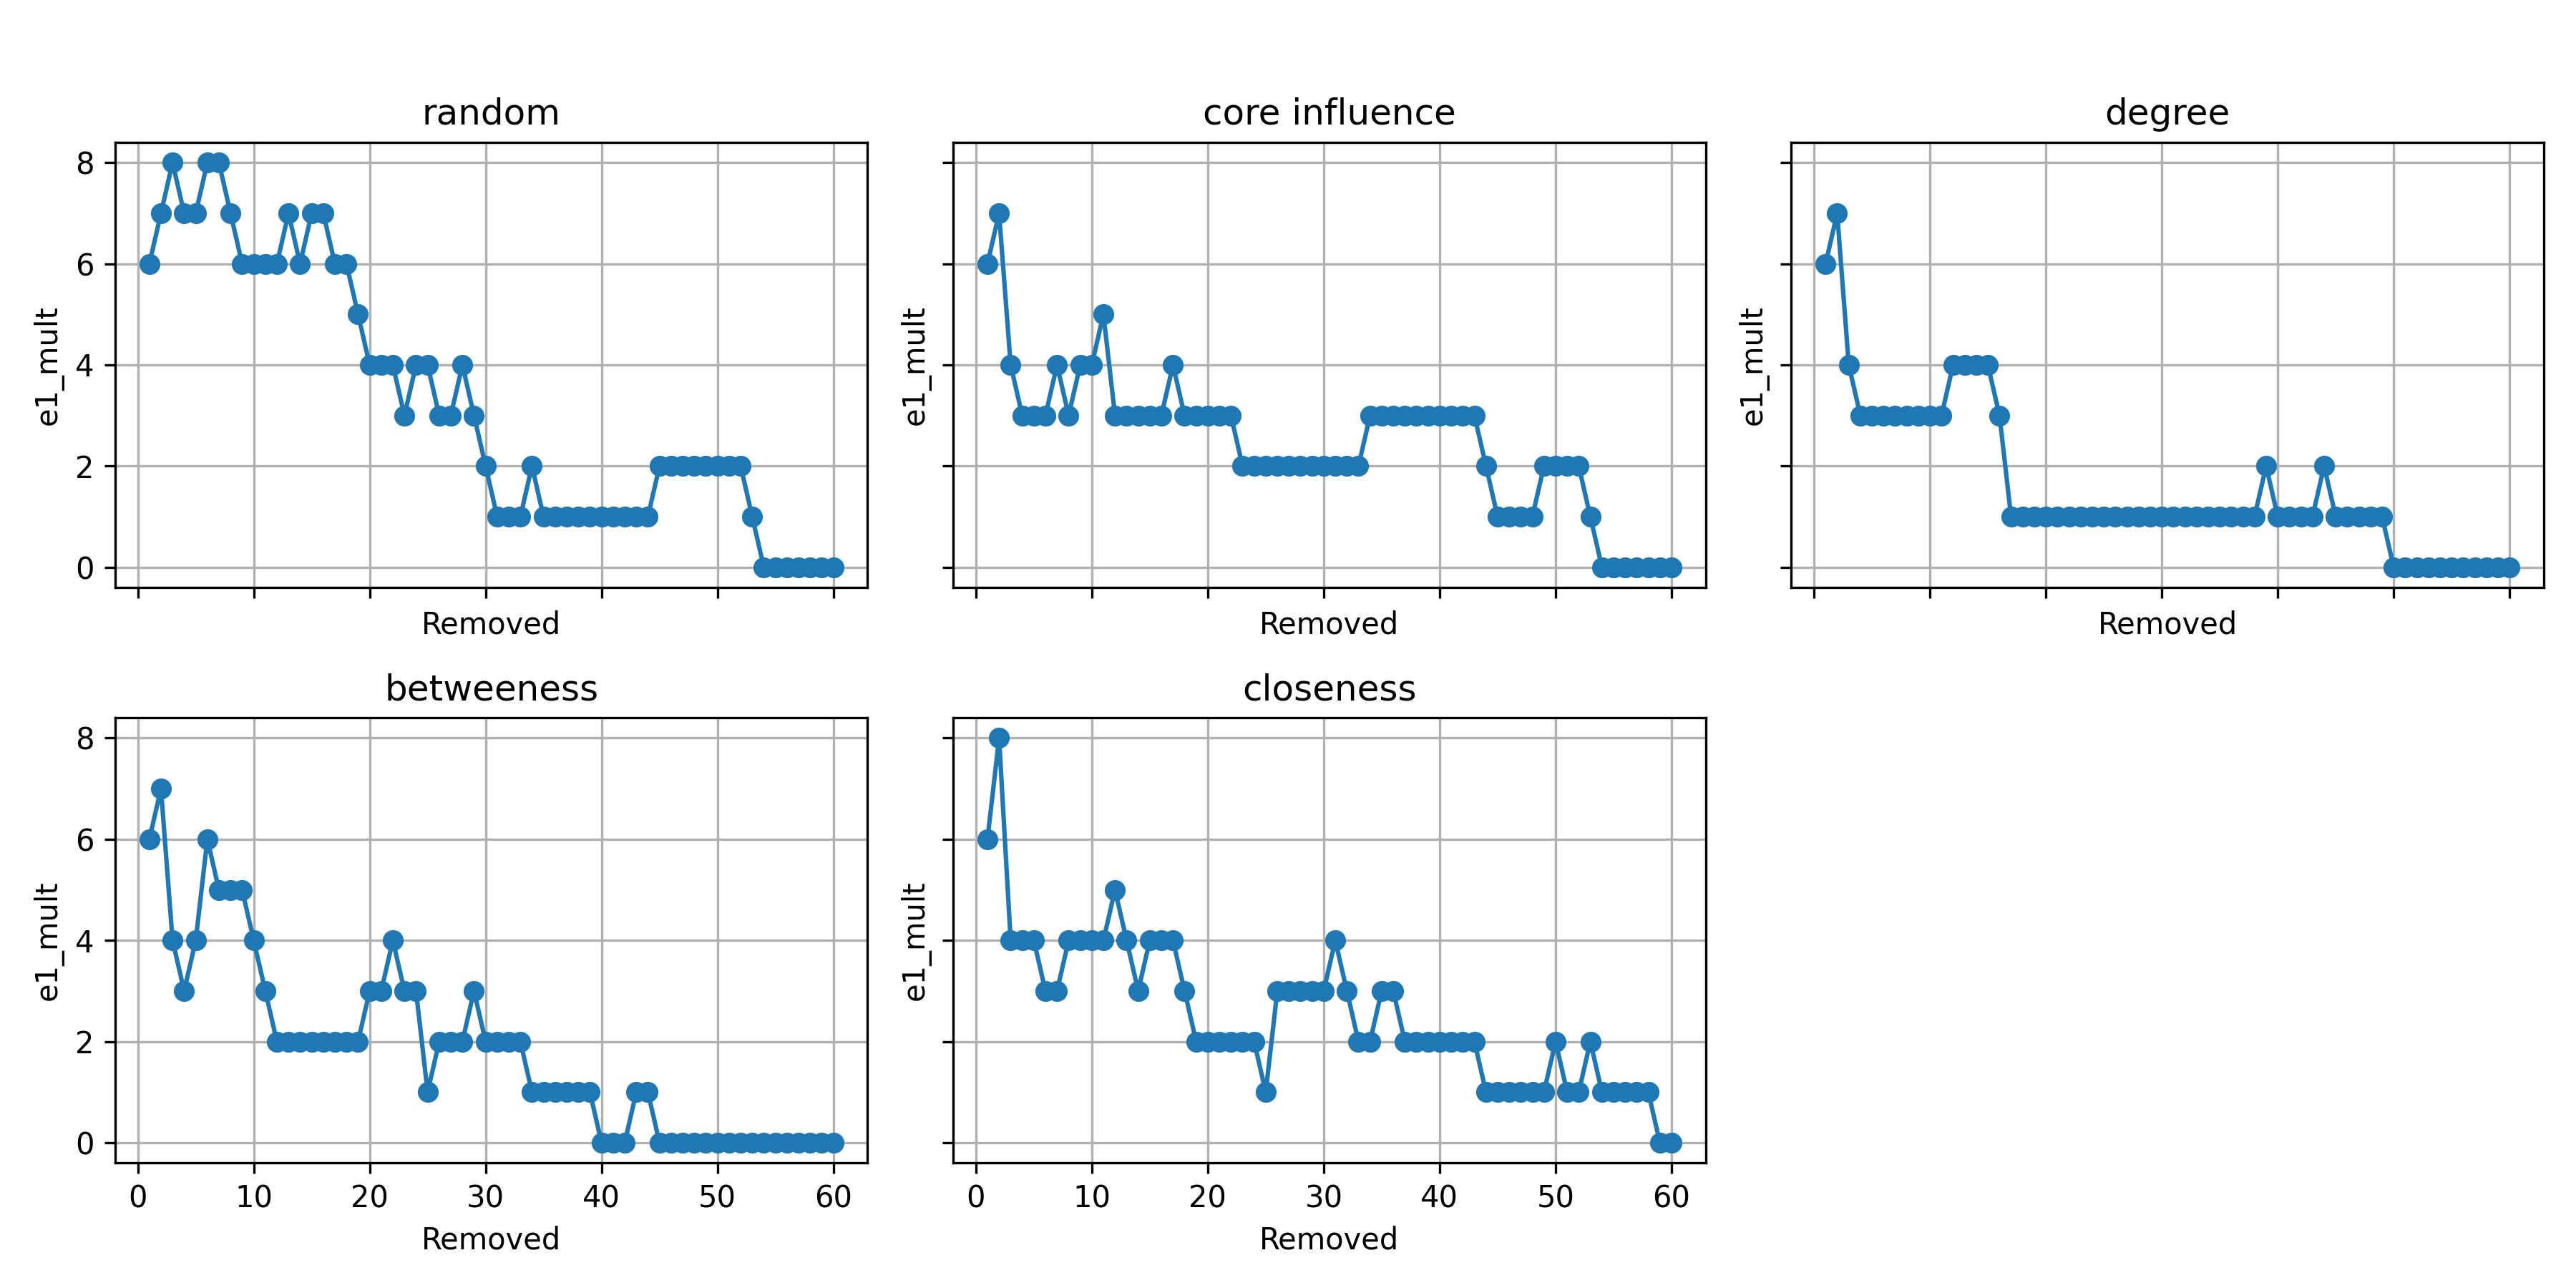 random
core influence
degree
8
6
4
2
0
e1_mult
e1_mult
e1_mult
Removed
Removed
Removed
betweeness
closeness
8
6
4
2
0
e1_mult
e1_mult
0 10 20 30 40 50 60
0 10 20 30 40 50 60
Removed
Removed